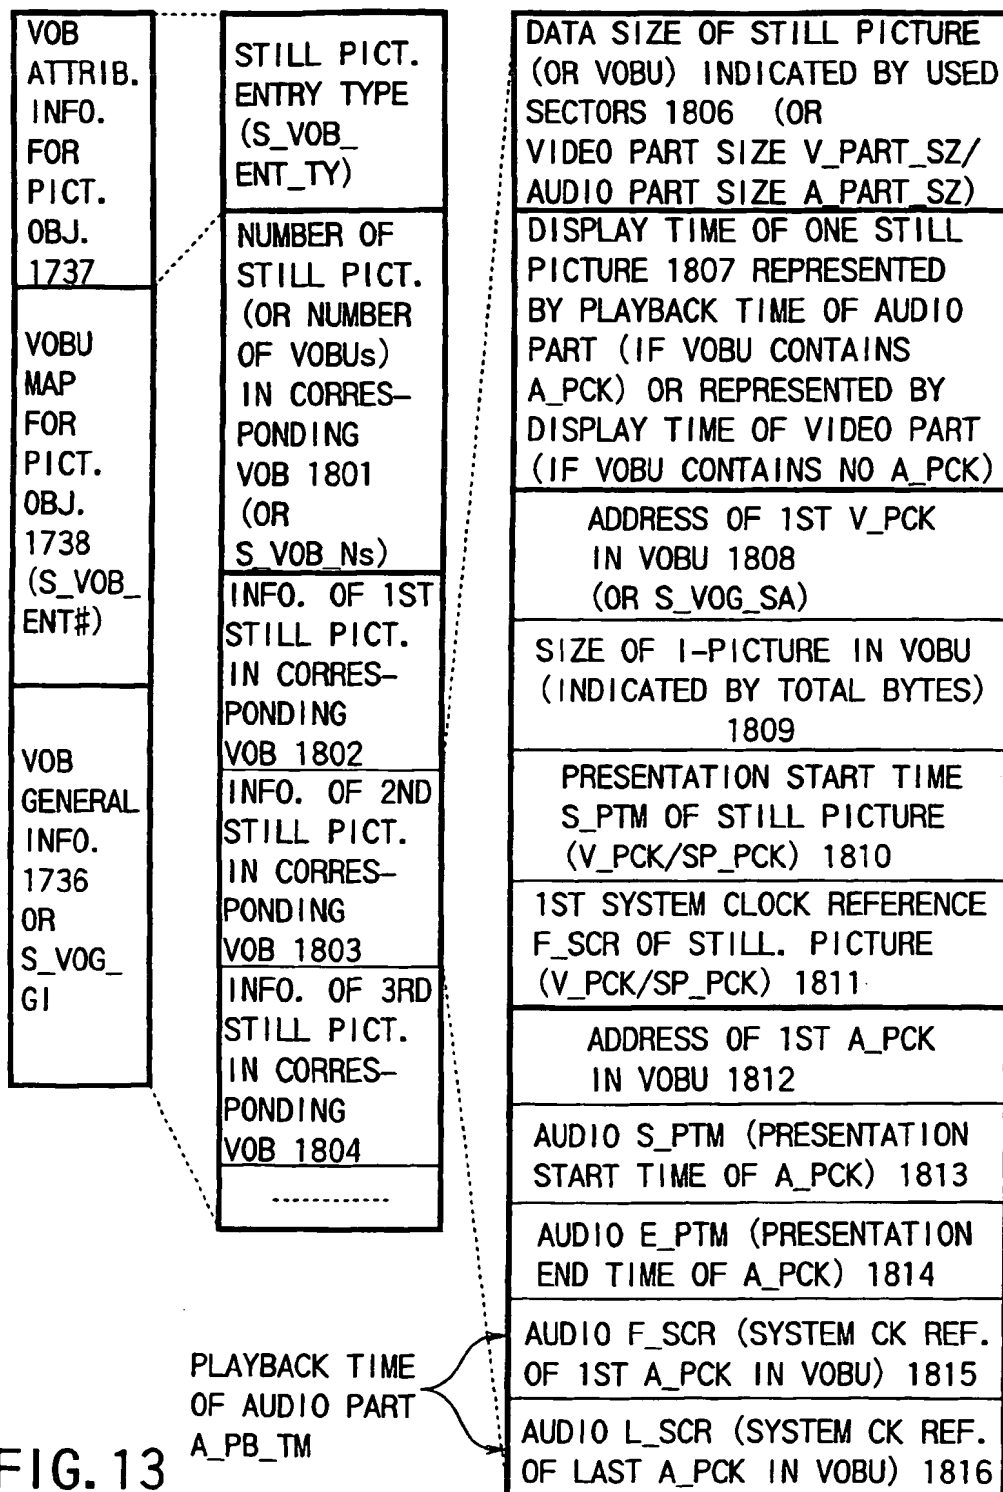 VOB
ATTRIB.
INFO.
FOR
PICT.
OBJ.
1737
VOBU
MAP
FOR
PICT.
OBJ.
1738
(S_VOB_
ENT#)
VOB
GENERAL
INFO.
1736
OR
S_VOG_
GI
STILL PICT.
ENTRY TYPE
(S_VOB_
ENT_TY)
NUMBER OF
STILL PICT.
(OR NUMBER
OF VOBUs)
IN CORRES-
PONDING
VOB 1801
(OR
S_VOB_Ns)
INFO. OF 1ST
STILL PICT.
IN CORRES-
PONDING
VOB 1802
INFO. OF 2ND
STILL PICT.
IN CORRES-
PONDING
VOB 1803
INFO. OF 3RD
STILL PICT.
IN CORRES-
PONDING
VOB 1804
DATA SIZE OF STILL PICTURE
(OR VOBU) INDICATED BY USED
SECTORS 1806 (OR
VIDEO PART SIZE V_PART_SZ/
AUDIO PART SIZE A_PART_SZ)
DISPLAY TIME OF ONE STILL
PICTURE 1807 REPRESENTED
BY PLAYBACK TIME OF AUDIO
PART (IF VOBU CONTAINS
A_PCK) OR REPRESENTED BY
DISPLAY TIME OF VIDEO PART
(IF VOBU CONTAINS NO A_PCK)
ADDRESS OF 1ST V_PCK
IN VOBU 1808
(OR S_VOG_SA)
SIZE OF I-PICTURE IN VOBU
(INDICATED BY TOTAL BYTES)
1809
PRESENTATION START TIME
S_PTM OF STILL PICTURE
(V_PCK/SP_PCK) 1810
1ST SYSTEM CLOCK REFERENCE
F_SCR OF STILL. PICTURE
(V_PCK/SP_PCK) 1811
ADDRESS OF 1ST A_PCK
IN VOBU 1812
AUDIO S_PTM (PRESENTATION
START TIME OF A_PCK) 1813
AUDIO E_PTM (PRESENTATION
END TIME OF A_PCK) 1814
AUDIO F_SCR (SYSTEM CK REF.
OF 1ST A_PCK IN VOBU) 1815
AUDIO L_SCR (SYSTEM CK REF.
OF LAST A_PCK IN VOBU) 1816
PLAYBACK TIME
OF AUDIO PART
A_PB_TM
FIG. 13